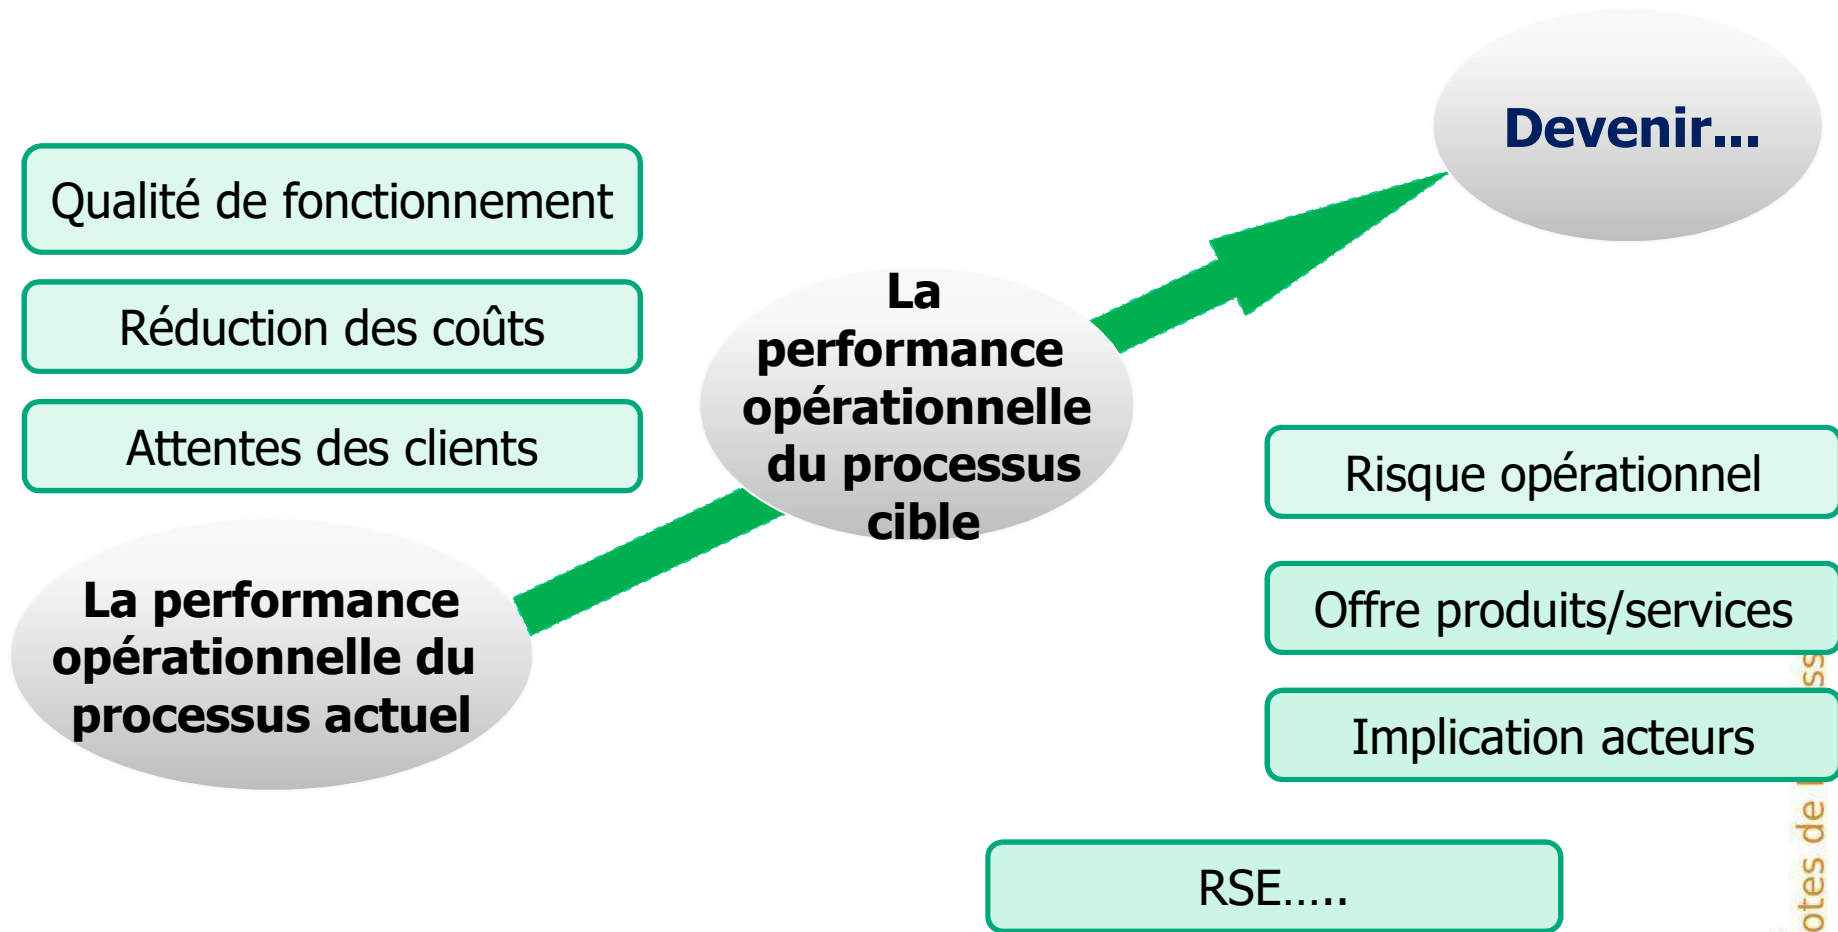 Devenir...
Qualité de fonctionnement
Réduction des coûts
Attentes des clients
La
performance
opérationnelle
du processus
cible
La performance
opérationnelle du
processus actuel
Risque opérationnel
Offre produits/services
Implication acteurs
RSE.....